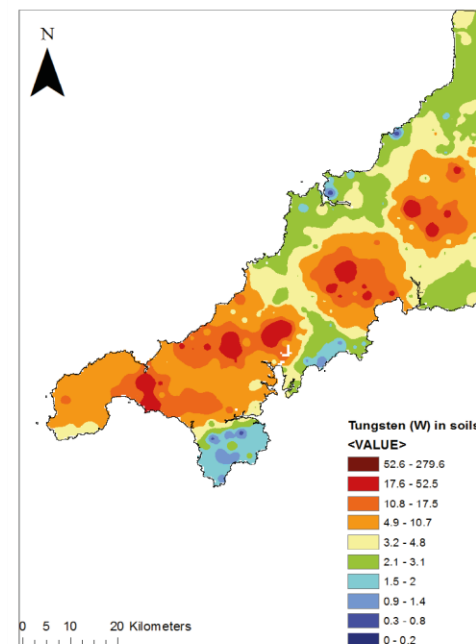 N
Tungsten (W) in soils
<VALUE>
52.6 - 279.6
17.6 - 52.5
10.8 - 17.5
4.9 - 10.7
3.2 - 4.8
2.1 - 3.1
1.5 - 2
0.9 - 1.4
0.3 - 0.8
0 - 0.2
0 5 10 20 Kilometers